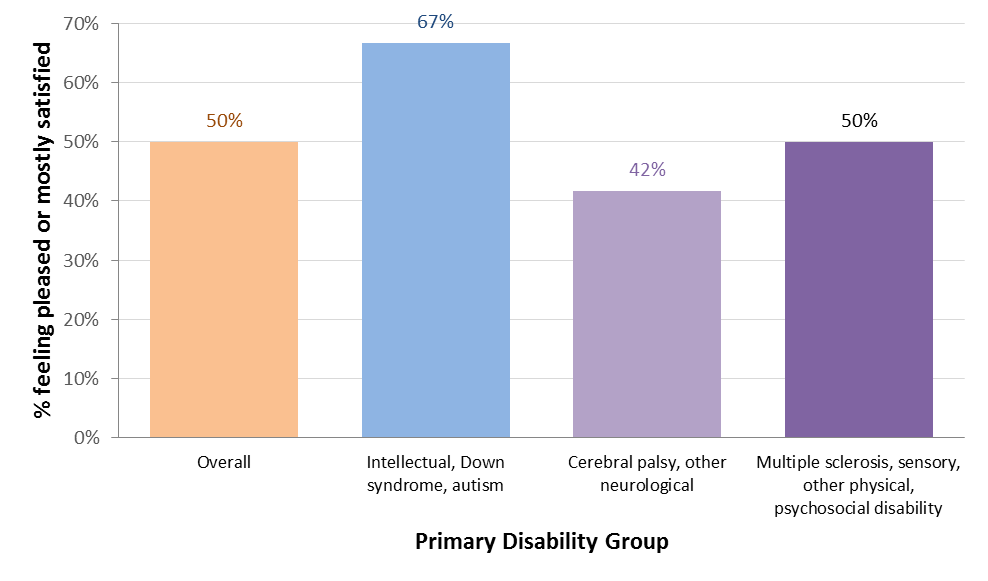 % feeling pleased or mostly satisfied
70%
60%
50%
40%
30%
20%
10%
0%
50%
67%
42%
50%
Overall
Intellectual, Down
syndrome, autism
Cerebral palsy, other
neurological
Multiple sclerosis, sensory,
other physical,
psychosocial disability
Primary Disability Group